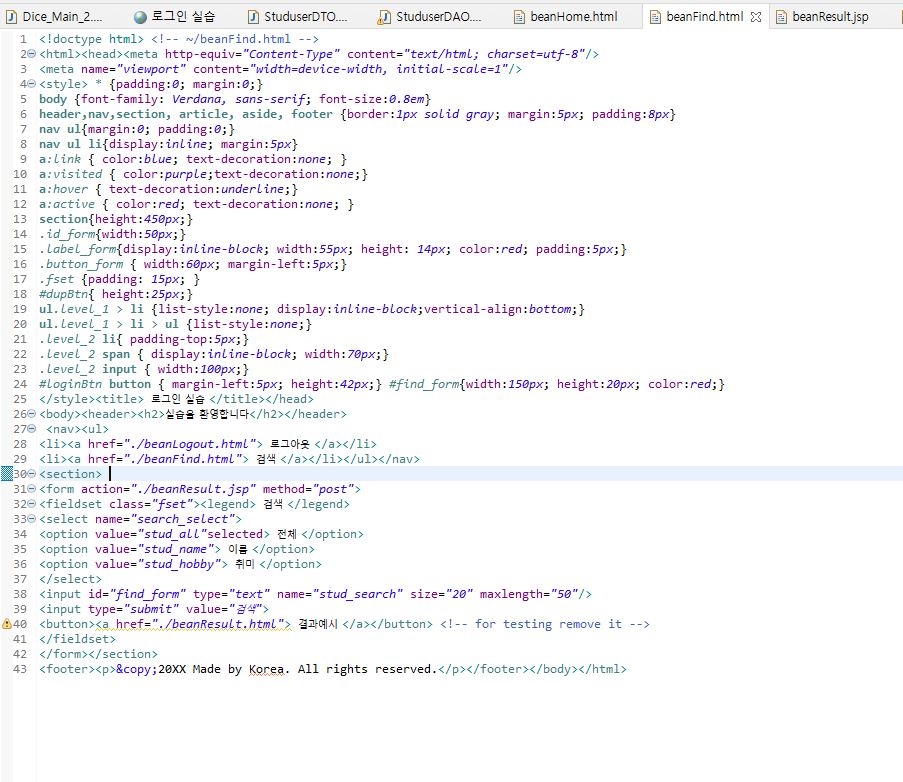 Dice_Main_2.... 로그인 실습 StuduserDTO.... StuduserDAO.... beanHome.html beanFind.html beanResult.jsp
1 <!doctype html> <!-- ~/beanFind.html -->
2 <html><head><meta http-equiv="Content-Type" content="text/html; charset=utf-8"/>
3 <meta name="viewport" content="width=device-width, initial-scale=1"/>
4 <style> * {padding:0; margin:0;}
5 body {font-family: Verdana, sans-serif; font-size:0.8em}
6 header,nav,section, article, aside, footer {border:1px solid gray; margin:5px; padding:8px}
7 nav ul{margin:0; padding:0;}
8 nav ul li{display:inline; margin:5px}
9 a:link { color:blue; text-decoration:none; }
10 a:visited { color:purple;text-decoration:none;}
11 a:hover { text-decoration:underline;}
12 a:active { color:red; text-decoration:none; }
13 section{height:450px;}
14 .id_form{width:50px;}
15 .label_form{display:inline-block; width:55px; height: 14px; color:red; padding:5px;}
16 .button_form { width:60px; margin-left:5px;}
17 .fset {padding: 15px; }
18 #dupBtn{ height:25px;}
19 ul.level_1 > li {list-style:none; display:inline-block;vertical-align:bottom;}
20 ul.level_1 > li > ul {list-style:none;}
21 .level_2 li{ padding-top:5px;}
22 .level_2 span { display:inline-block; width:70px;}
23 .level_2 input { width:100px;}
24 #loginBtn button { margin-left:5px; height:42px;} #find_form{width:150px; height:20px; color:red;}
25 </style><title> 로그인 실습 </title></head>
26 <body><header><h2>실습을 환영합니다</h2></header>
27 <nav><ul>
28 <li><a href="./beanLogout.html"> 로그아웃 </a></li>
29 <li><a href="./beanFind.html"> 검색 </a></li></ul></nav>
30 <section>
31 <form action="./beanResult.jsp" method="post">
32 <fieldset class="fset"><legend> 검색 </legend>
33 <select name="search_select">
34 <option value="stud_all"selected> 전체 </option>
35 <option value="stud_name"> 이름 </option>
36 <option value="stud_hobby"> 취미 </option>
37 </select>
38 <input id="find_form" type="text" name="stud_search" size="20" maxlength="50"/>
39 <input type="submit" value="검색">
40 <button><a href="./beanResult.html"> 결과예시 </a></button> <!-- for testing remove it -->
41 </fieldset>
42 </form></section>
43 <footer><p>&copy;20XX Made by Korea. All rights reserved.</p></footer></body></html>